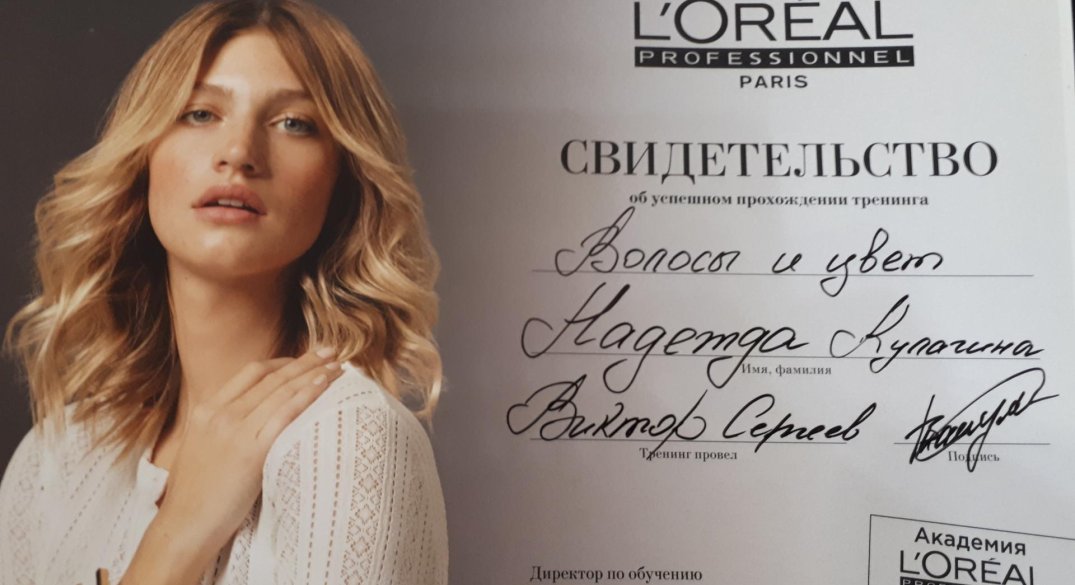 L'ORÉAL
PROFESSIONNEL
PARIS
СВИДЕТЕЛЬСТВО
об успешном прохождении тренинга
Волосы и цвет
Надежда Кулагина
Имя, фамилия
Виктор Сергеев
Тренинг провел
Подпись
Академия
L'ORÉAL
Директор по обучению